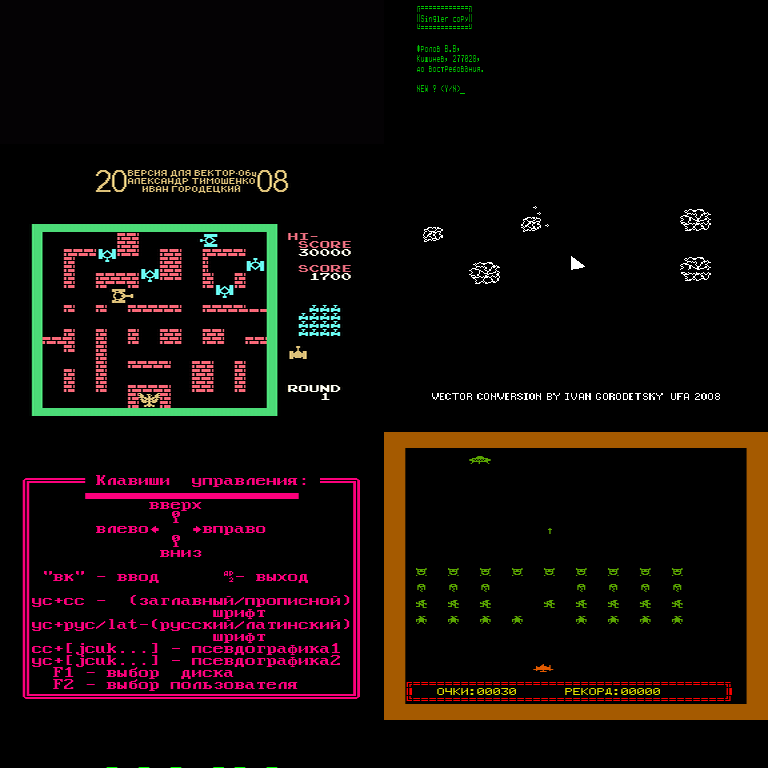 Singler copy
Фролов В.В,
Кишинев, 277028,
до востребования.
NEW ? (Y/N)_
20 ВЕРСИЯ ДЛЯ ВЕКТОР-06ц 08
АЛЕКСАНДР ТИМОШЕНКО
ИВАН ГОРОДЕЦКИЙ
HI-
SCORE
30000
SCORE
1700
ROUND
1
VECTOR CONVERSION BY IVAN GORODETSKY UFA 2008
Клавиши управления:
вверх
влево вправо
вниз
"вк" - ввод ар2- выход
ус+сс - (заглавный/прописной)
шрифт
ус+рус/lat-(русский/латинский)
шрифт
сс+[jcuk...] - псевдографика1
ус+[jcuk...] - псевдографика2
F1 - выбор диска
F2 - выбор пользователя
ОЧКИ:00030 РЕКОРД:00000